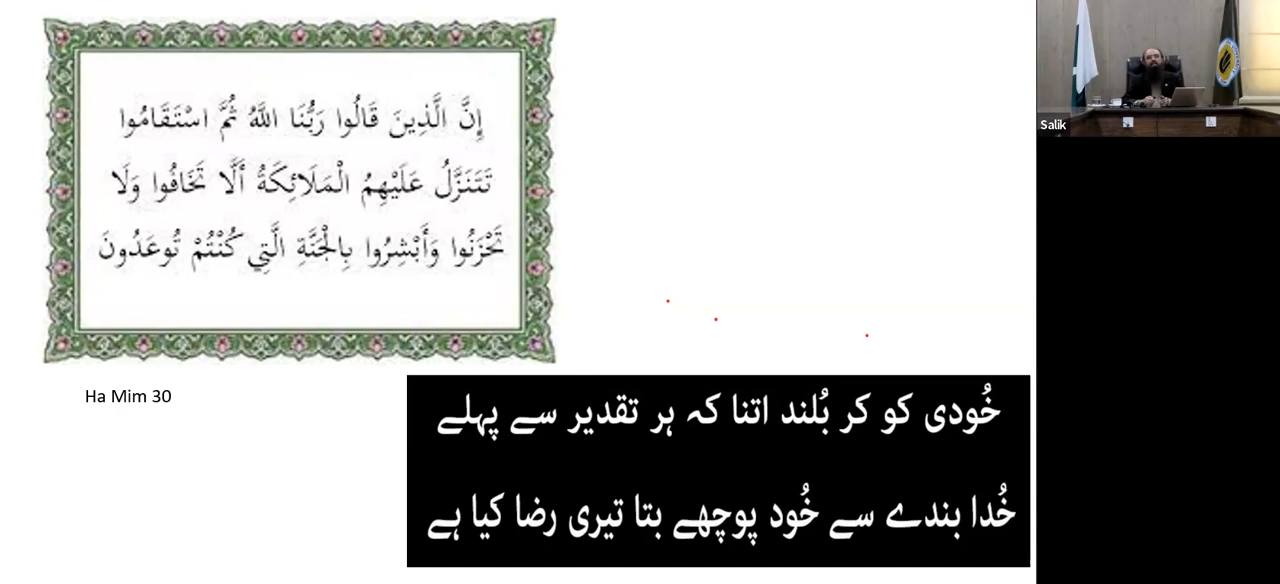 إِنَّ الَّذِينَ قَالُوا رَبُّنَا اللَّهُ ثُمَّ اسْتَقَامُوا
تَتَنَزَّلُ عَلَيْهِمُ الْمَلَائِكَةُ أَلَّا تَخَافُوا وَلَا
تَحْزَنُوا وَأَبْشِرُوا بِالْجَنَّةِ الَّتِي كُنْتُمْ تُوعَدُونَ
Ha Mim 30
خُودی کو کر بُلند اتنا کہ ہر تقدیر سے پہلے
خُدا بندے سے خُود پوچھے بتا تیری رضا کیا ہے
Salik